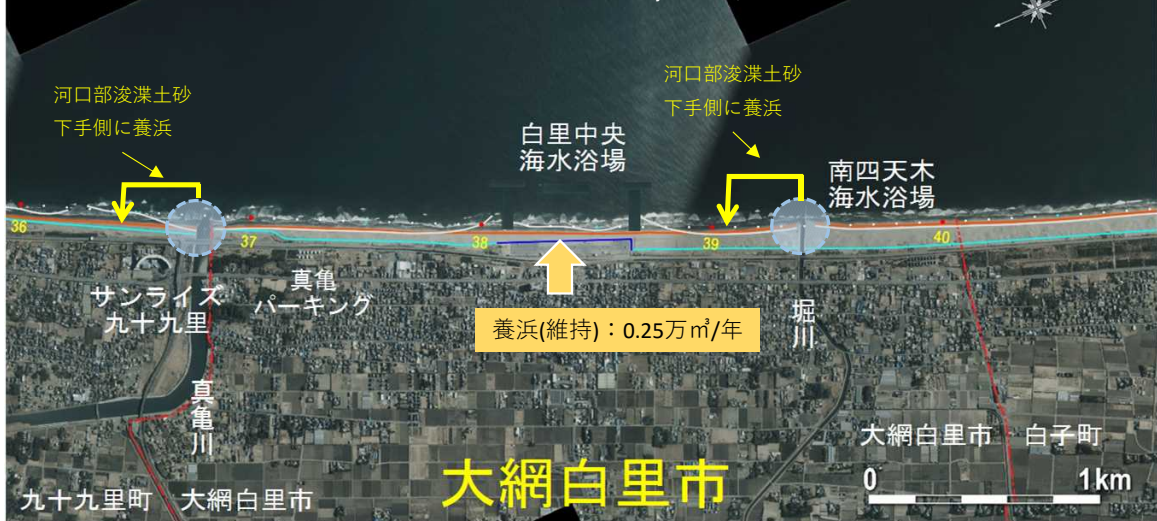 河口部浚渫土砂
下手側に養浜
河口部浚渫土砂
下手側に養浜
白里中央
海水浴場
南四天木
海水浴場
36
37
38
39
40
サンライズ
九十九里
真亀
パーキング
養浜(維持):0.25万㎥/年
堀川
真亀川
大網白里市
白子町
九十九里町
大網白里市
大網白里市
0
1km